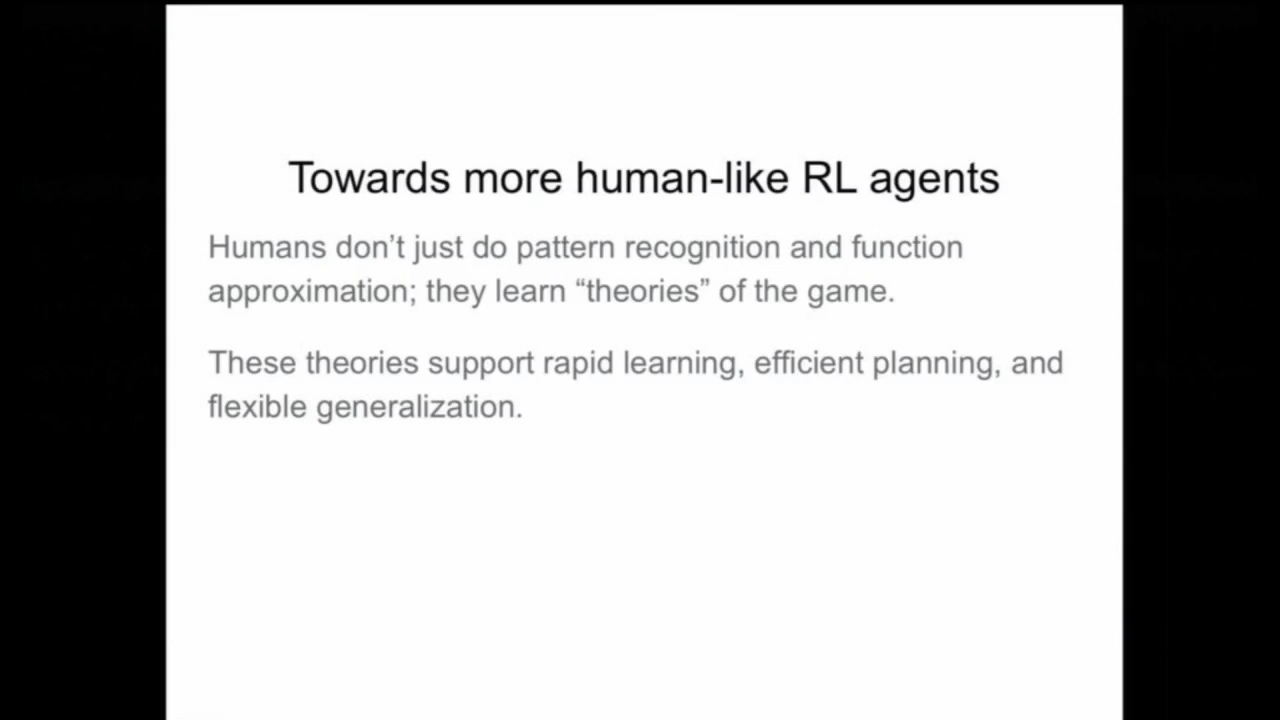 Towards more human-like RL agents
Humans don’t just do pattern recognition and function
approximation; they learn “theories” of the game.
These theories support rapid learning, efficient planning, and
flexible generalization.